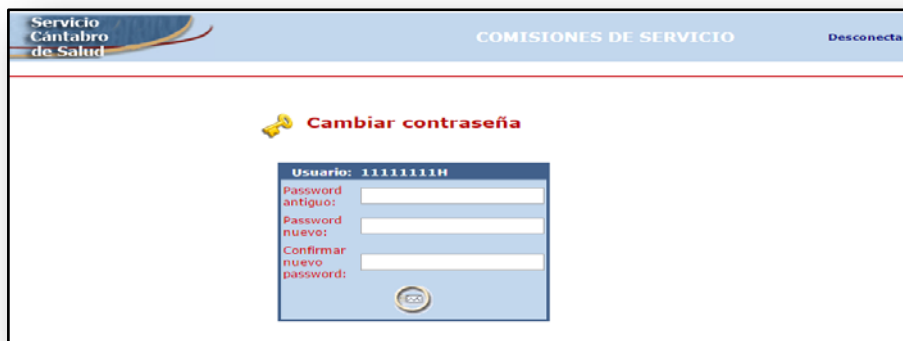 Servicio
Cántabro
de Salud
COMISIONES DE SERVICIO
Desconecta
Cambiar contraseña
Usuario: 11111111H
Password
antiguo:
Password
nuevo:
Confirmar
nuevo
password: